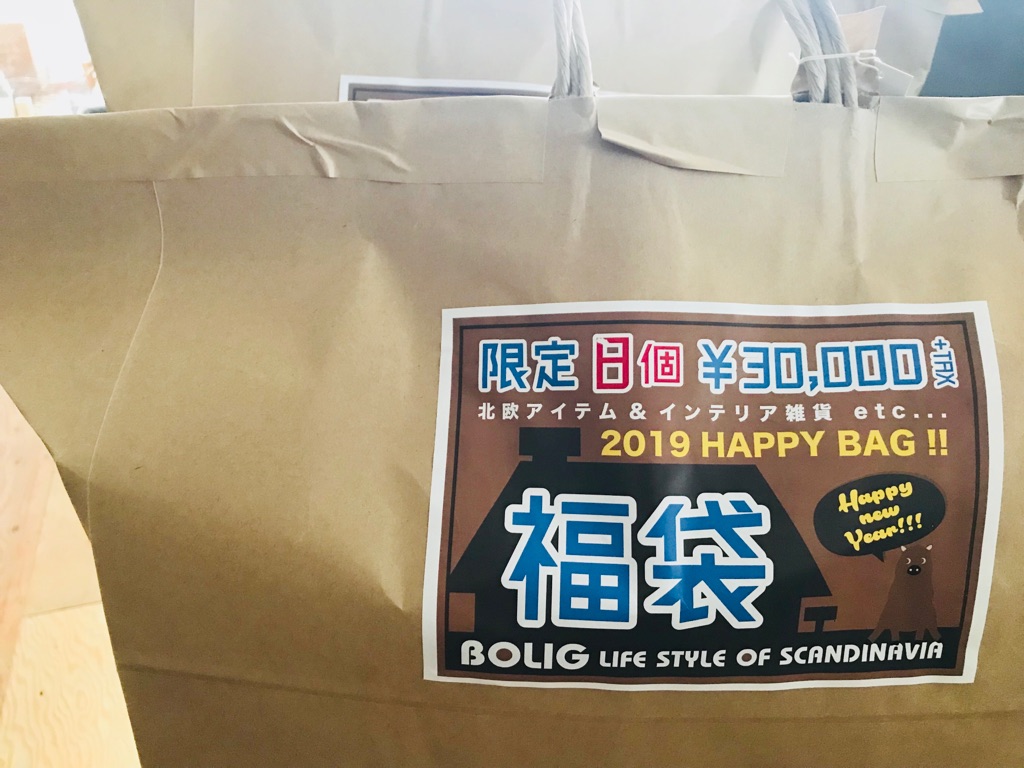 限定 8個 ¥30,000 +TAX
北欧アイテム & インテリア雑貨 etc...
2019 HAPPY BAG !!
Happy
new
Year!!!
福袋
BOLIG LIFE STYLE OF SCANDINAVIA